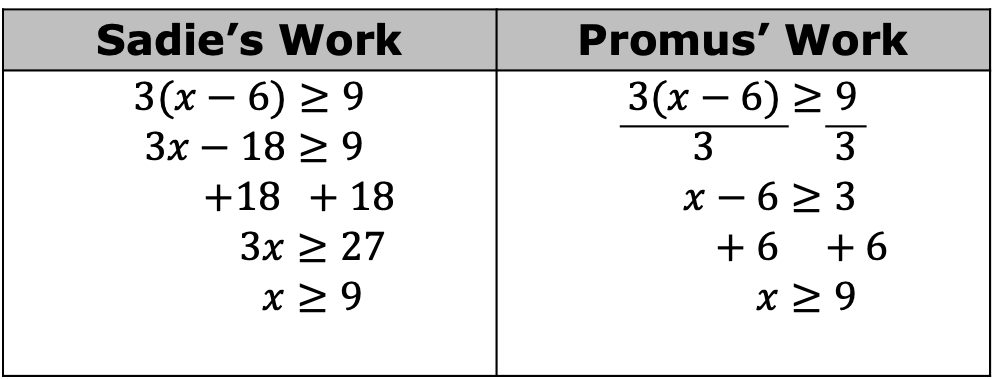 Sadie’s Work
3(x − 6) ≥ 9
3x − 18 ≥ 9
+18 + 18
3x ≥ 27
x ≥ 9
Promus’ Work
3(x − 6) ≥ 9
3 3
x − 6 ≥ 3
+ 6 + 6
x ≥ 9